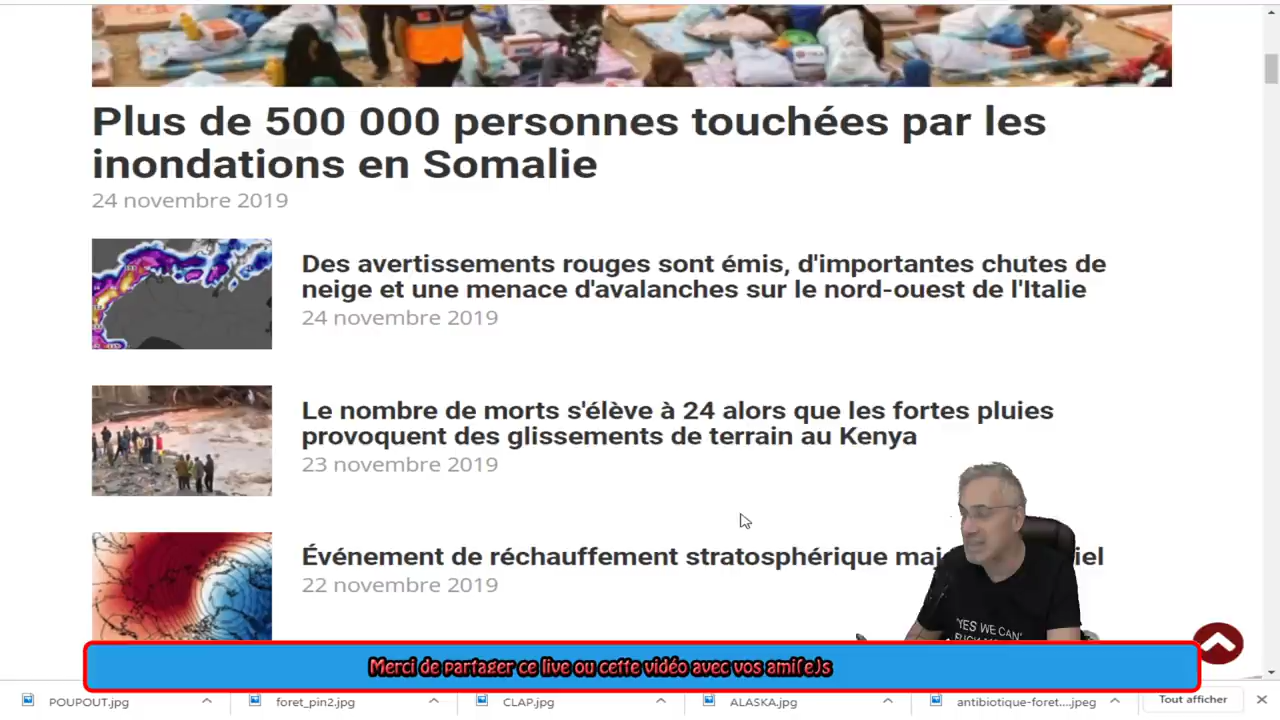 Plus de 500 000 personnes touchées par les
inondations en Somalie
24 novembre 2019
Des avertissements rouges sont émis, d'importantes chutes de
neige et une menace d'avalanches sur le nord-ouest de l'Italie
24 novembre 2019
Le nombre de morts s'élève à 24 alors que les fortes pluies
provoquent des glissements de terrain au Kenya
23 novembre 2019
Événement de réchauffement stratosphérique
22 novembre 2019
"YES WE CAN"
Merci de partager ce live ou cette vidéo avec vos ami(e)s
POUPOUT.jpg
foret_pin2.jpg
CLAP.jpg
ALASKA.jpg
antibiotique-foret....jpeg
Tout afficher